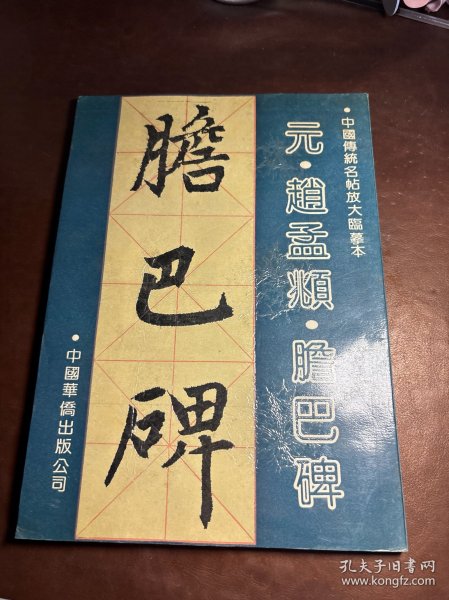 ·中國傳統名帖放大臨摹本
元·趙孟頫·膽巴碑
膽巴碑
·中國華僑出版公司
孔夫子旧书网
www.kongfz.com